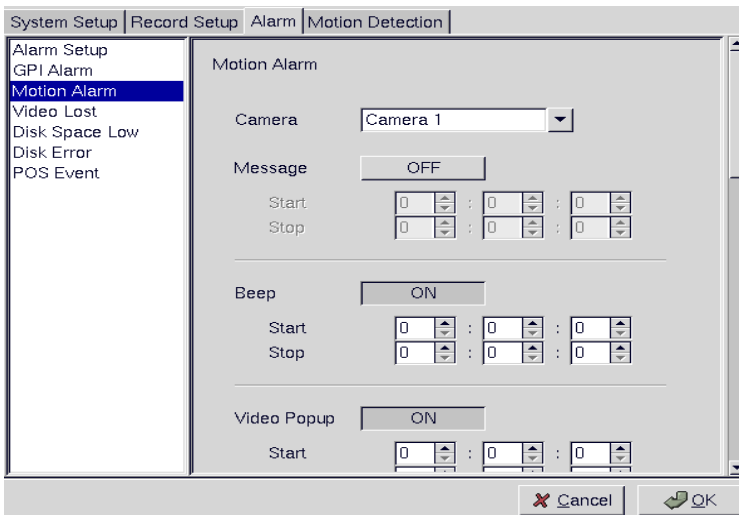 System Setup Record Setup Alarm Motion Detection
Alarm Setup
GPI Alarm
Motion Alarm
Video Lost
Disk Space Low
Disk Error
POS Event
Motion Alarm
Camera Camera 1
Message OFF
Start 0 : 0 : 0
Stop 0 : 0 : 0
Beep ON
Start 0 : 0 : 0
Stop 0 : 0 : 0
Video Popup ON
Start 0 : 0 : 0
Cancel OK